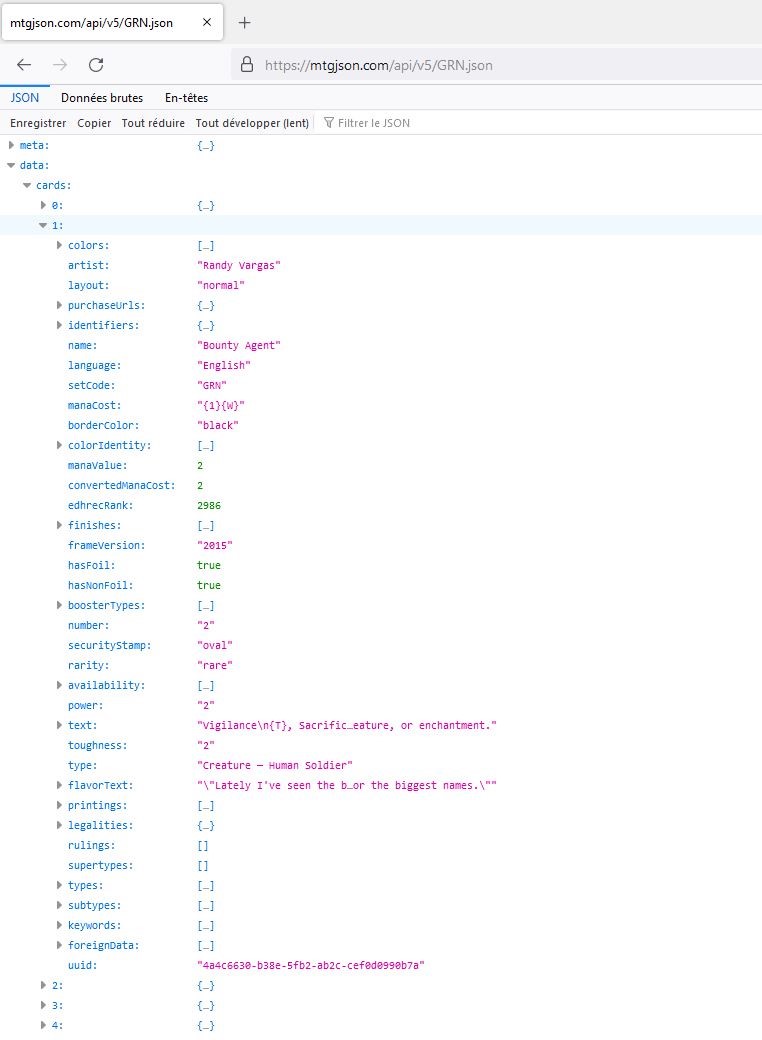 mtgjson.com/api/v5/GRN.json
https://mtgjson.com/api/v5/GRN.json
JSON Données brutes En-têtes
Enregistrer Copier Tout réduire Tout développer (lent) Filtrer le JSON
meta: {…}
data:
cards:
0: {…}
1:
colors: […]
artist: "Randy Vargas"
layout: "normal"
purchaseUrls: {…}
identifiers: {…}
name: "Bounty Agent"
language: "English"
setCode: "GRN"
manaCost: "{1}{W}"
borderColor: "black"
colorIdentity: […]
manaValue: 2
convertedManaCost: 2
edhrecRank: 2986
finishes: […]
frameVersion: "2015"
hasFoil: true
hasNonFoil: true
boosterTypes: […]
number: "2"
securityStamp: "oval"
rarity: "rare"
availability: […]
power: "2"
text: "Vigilance\n{T}, Sacrific…eature, or enchantment."
toughness: "2"
type: "Creature — Human Soldier"
flavorText: "\"Lately I've seen the b…or the biggest names.\""
printings: […]
legalities: {…}
rulings: []
supertypes: []
types: […]
subtypes: […]
keywords: […]
foreignData: […]
uuid: "4a4c6630-b38e-5fb2-ab2c-cef0d0990b7a"
2: {…}
3: {…}
4: {…}